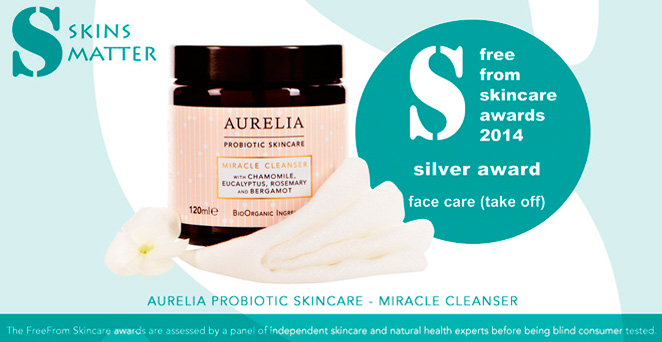 SKINS
MATTER
free
from
skincare
awards
2014
silver award
face care (take off)
AURELIA
PROBIOTIC SKINCARE
MIRACLE CLEANSER
WITH CHAMOMILE,
EUCALYPTUS, ROSEMARY
AND BERGAMOT
120ml e
BIOORGANIC
AURELIA PROBIOTIC SKINCARE - MIRACLE CLEANSER
The FreeFrom Skincare awards are assessed by a panel of independent skincare and natural health experts before being blind consumer tested.